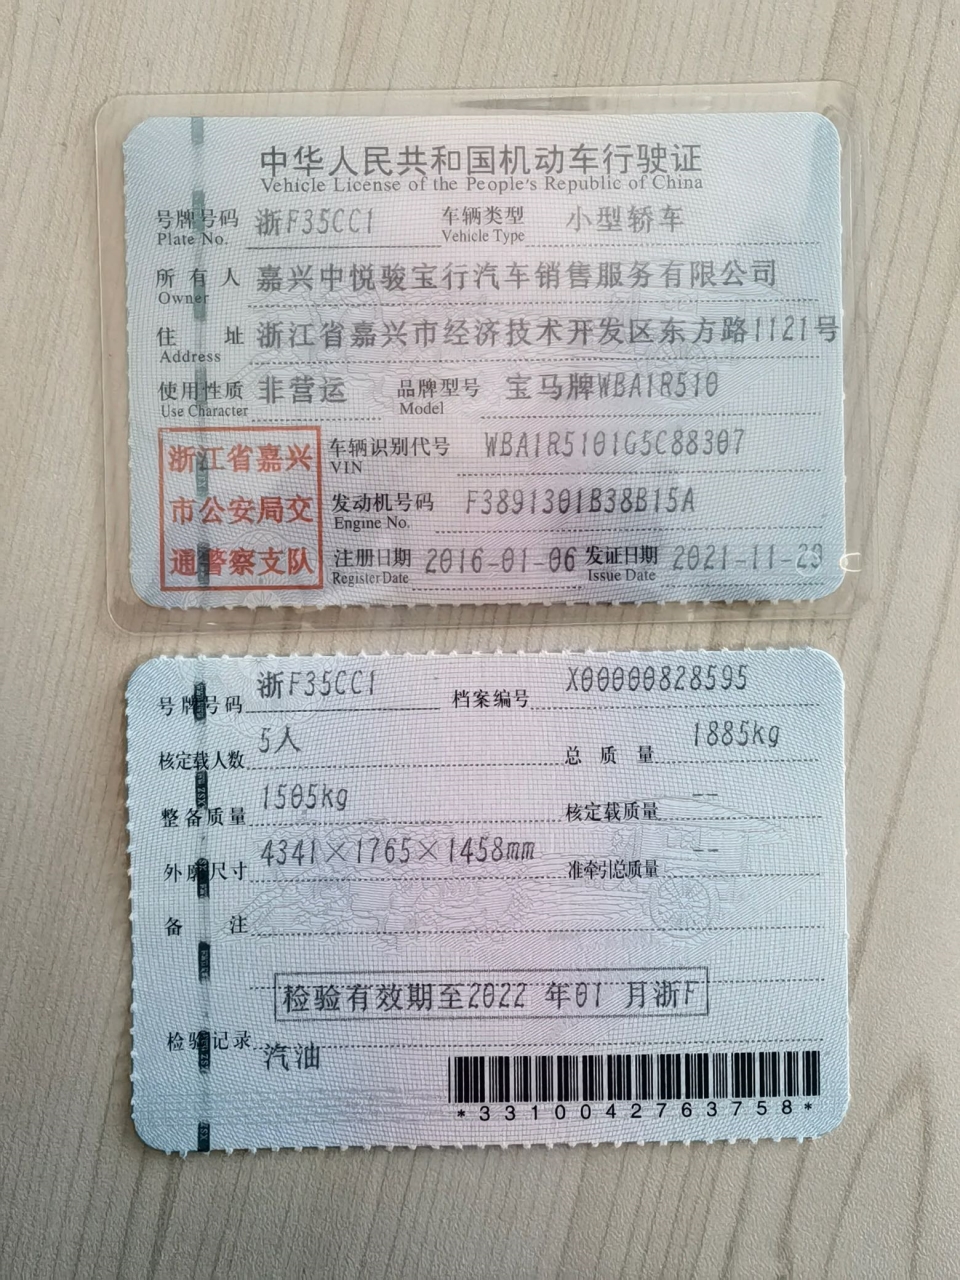 中华人民共和国机动车行驶证
Vehicle License of the People's Republic of China
号牌号码 浙F35CC1 车辆类型 小型轿车
Plate No. Vehicle Type
所有人 嘉兴中悦骏宝行汽车销售服务有限公司
Owner
住址 浙江省嘉兴市经济技术开发区东方路1121号
Address
使用性质 非营运 品牌型号 宝马牌WBA1R510
Use Character Model
浙江省嘉兴
市公安局交
通警察支队
车辆识别代号 WBA1R5101G5C88307
VIN
发动机号码 F3891301B38B15A
Engine No.
注册日期 2016-01-06 发证日期 2021-11-29
Register Date Issue Date
号牌号码 浙F35CC1 档案编号 X00000828595
核定载人数 5人 总质量 1885kg
整备质量 1505kg 核定载质量 --
外廓尺寸 4341×1765×1458mm 准牵引总质量 --
备注
检验有效期至2022 年01 月浙F
检验记录
汽油
*3310042763758*